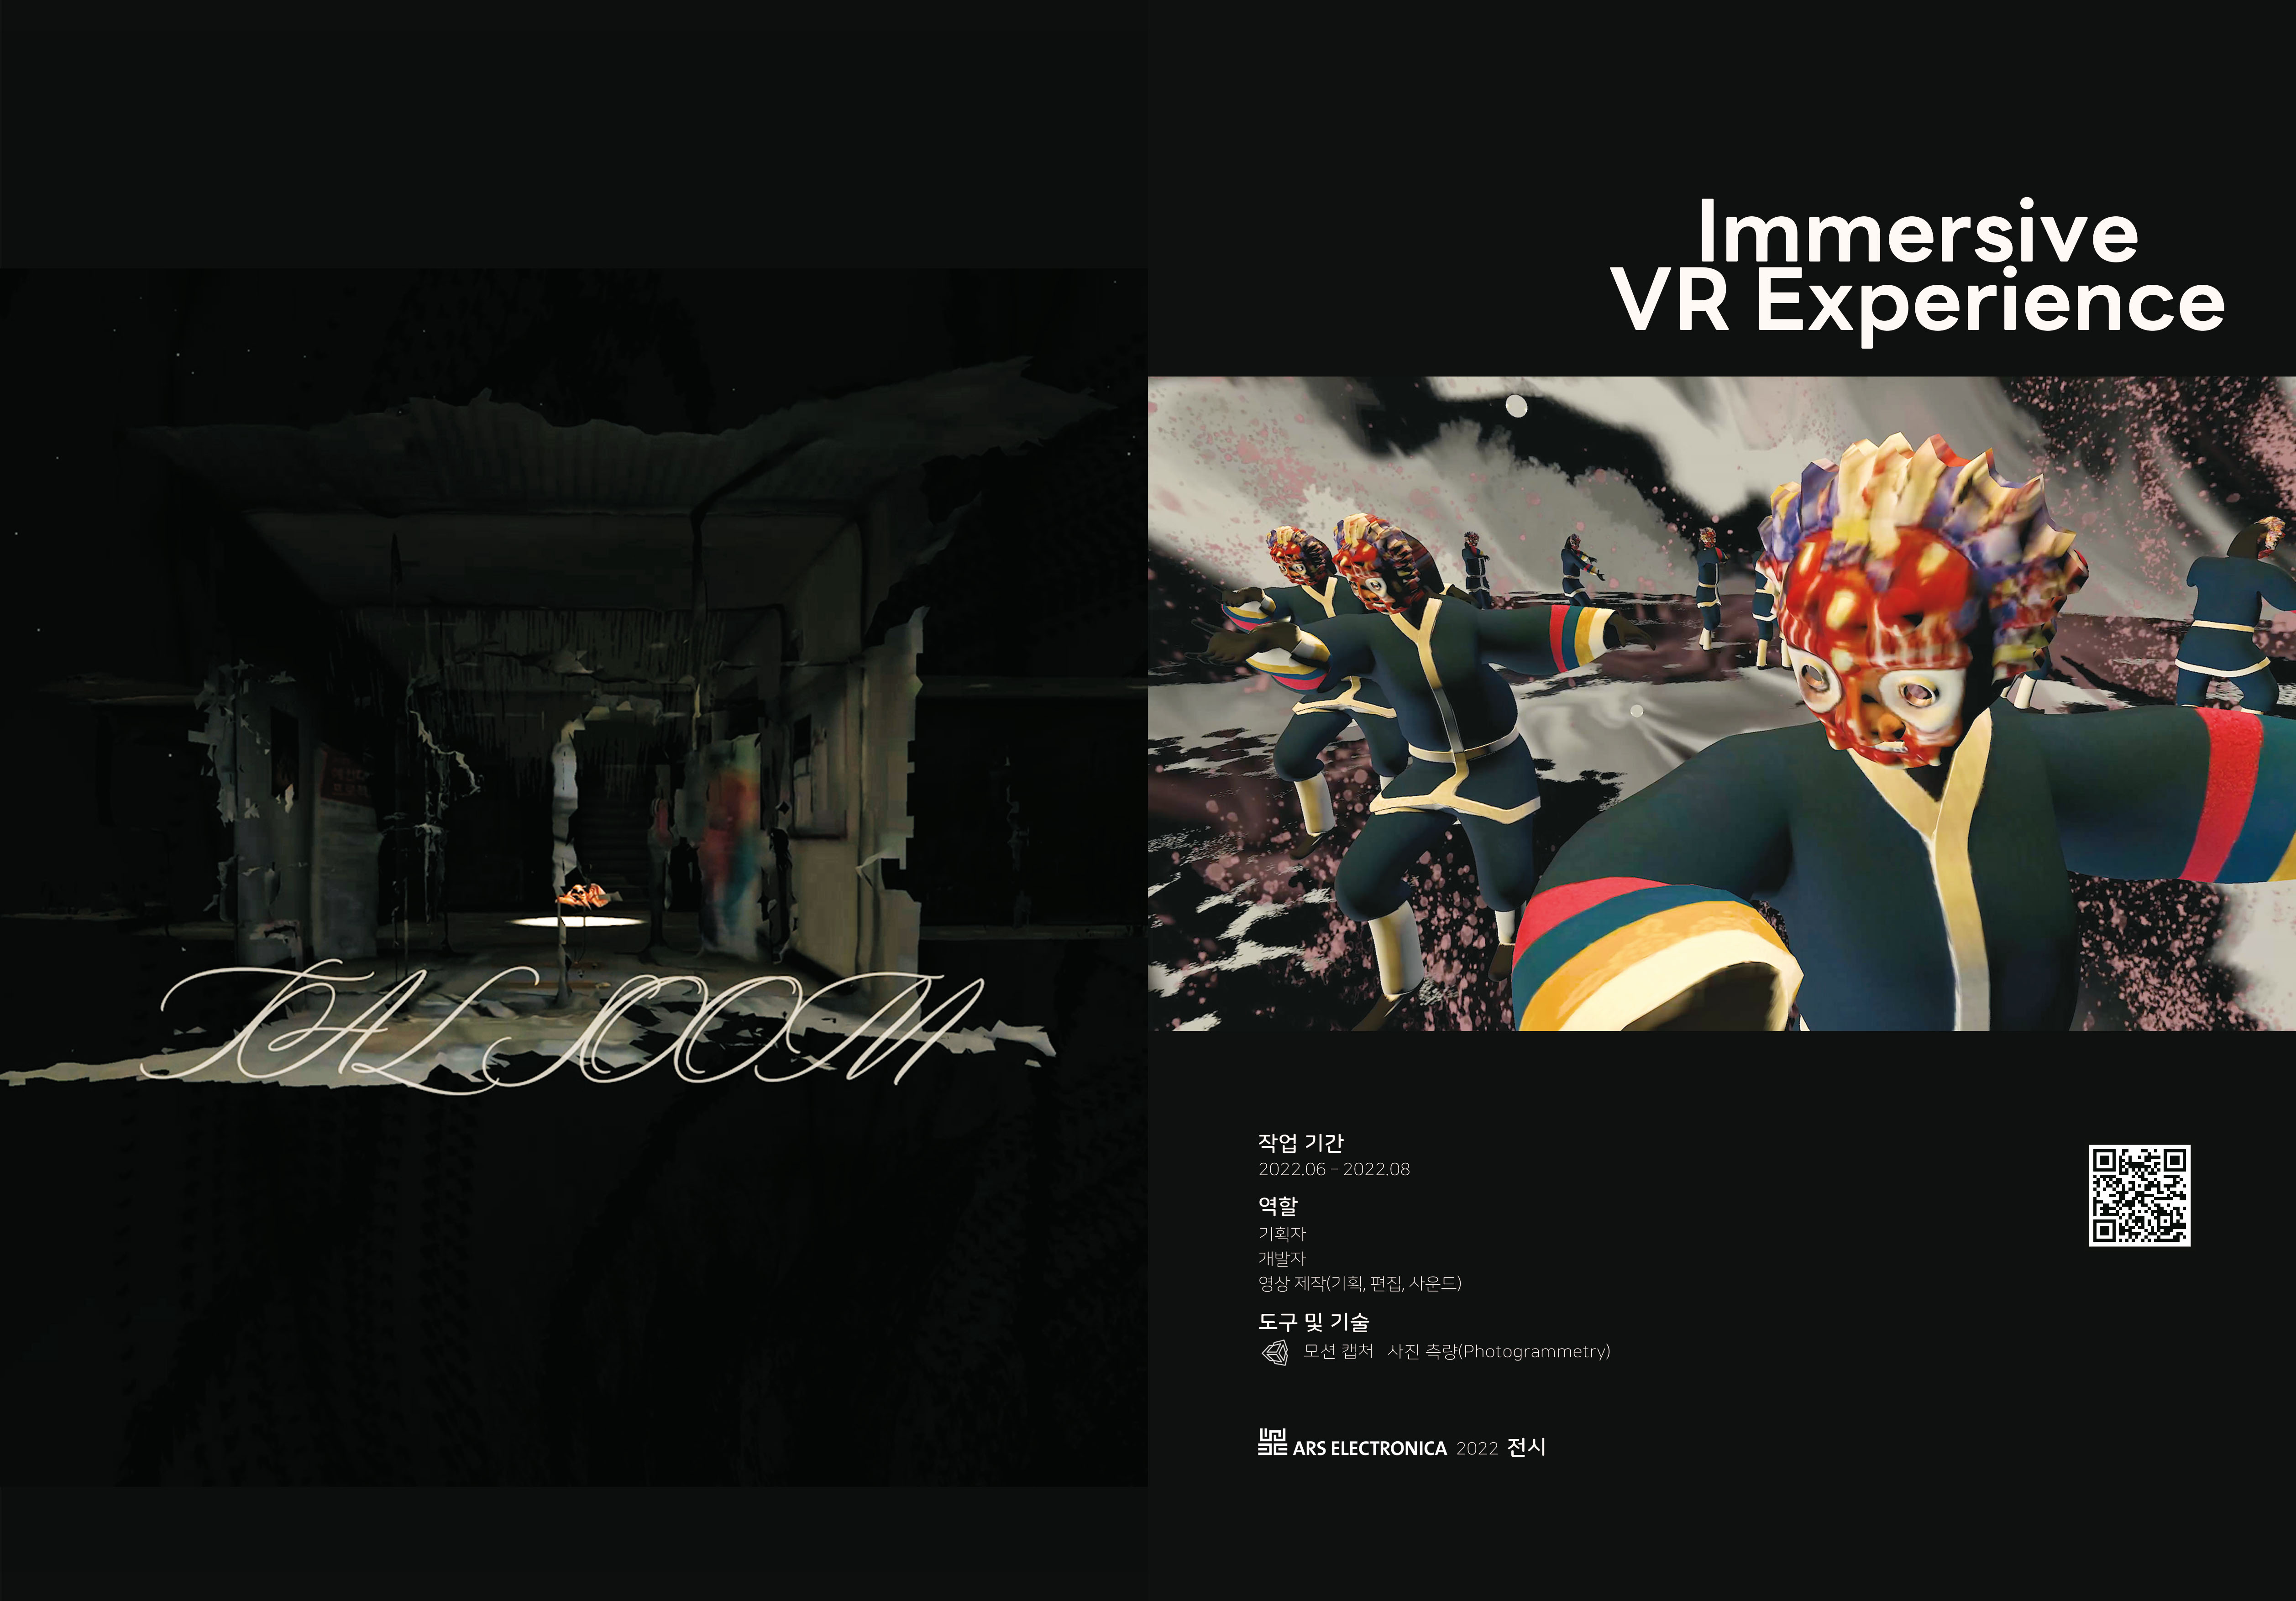 TAL JOOM
Immersive
VR Experience
작업 기간
2022.06 – 2022.08
역할
기획자
개발자
영상 제작(기획, 편집, 사운드)
도구 및 기술
모션 캡처 사진 측량(Photogrammetry)
ARS ELECTRONICA 2022 전시